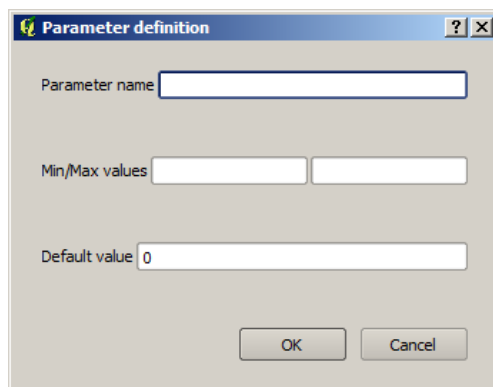 Parameter definition
Parameter name
Min/Max values
Default value 0
OK Cancel